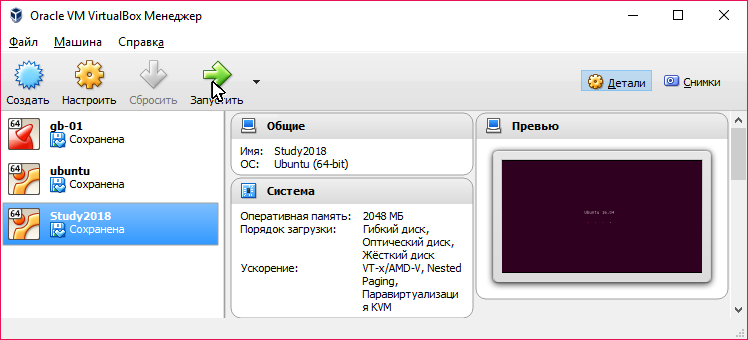 Oracle VM VirtualBox Менеджер
Файл Машина Справка
Создать Настроить Сбросить Запустить
Детали Снимки
64 gb-01
Сохранена
64 ubuntu
Сохранена
64 Study2018
Сохранена
Общие
Имя: Study2018
ОС: Ubuntu (64-bit)
Система
Оперативная память: 2048 МБ
Порядок загрузки: Гибкий диск,
Оптический диск,
Жёсткий диск
Ускорение: VT-x/AMD-V, Nested
Paging,
Паравиртуализаци
я KVM
Превью
Ubuntu 16.04